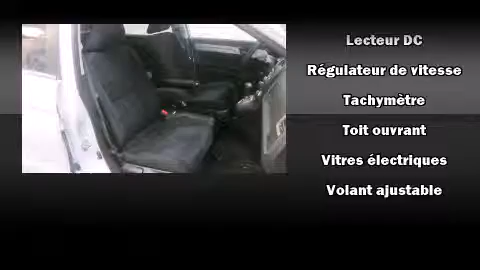 Lecteur DC
Régulateur de vitesse
Tachymètre
Toit ouvrant
Vitres électriques
Volant ajustable